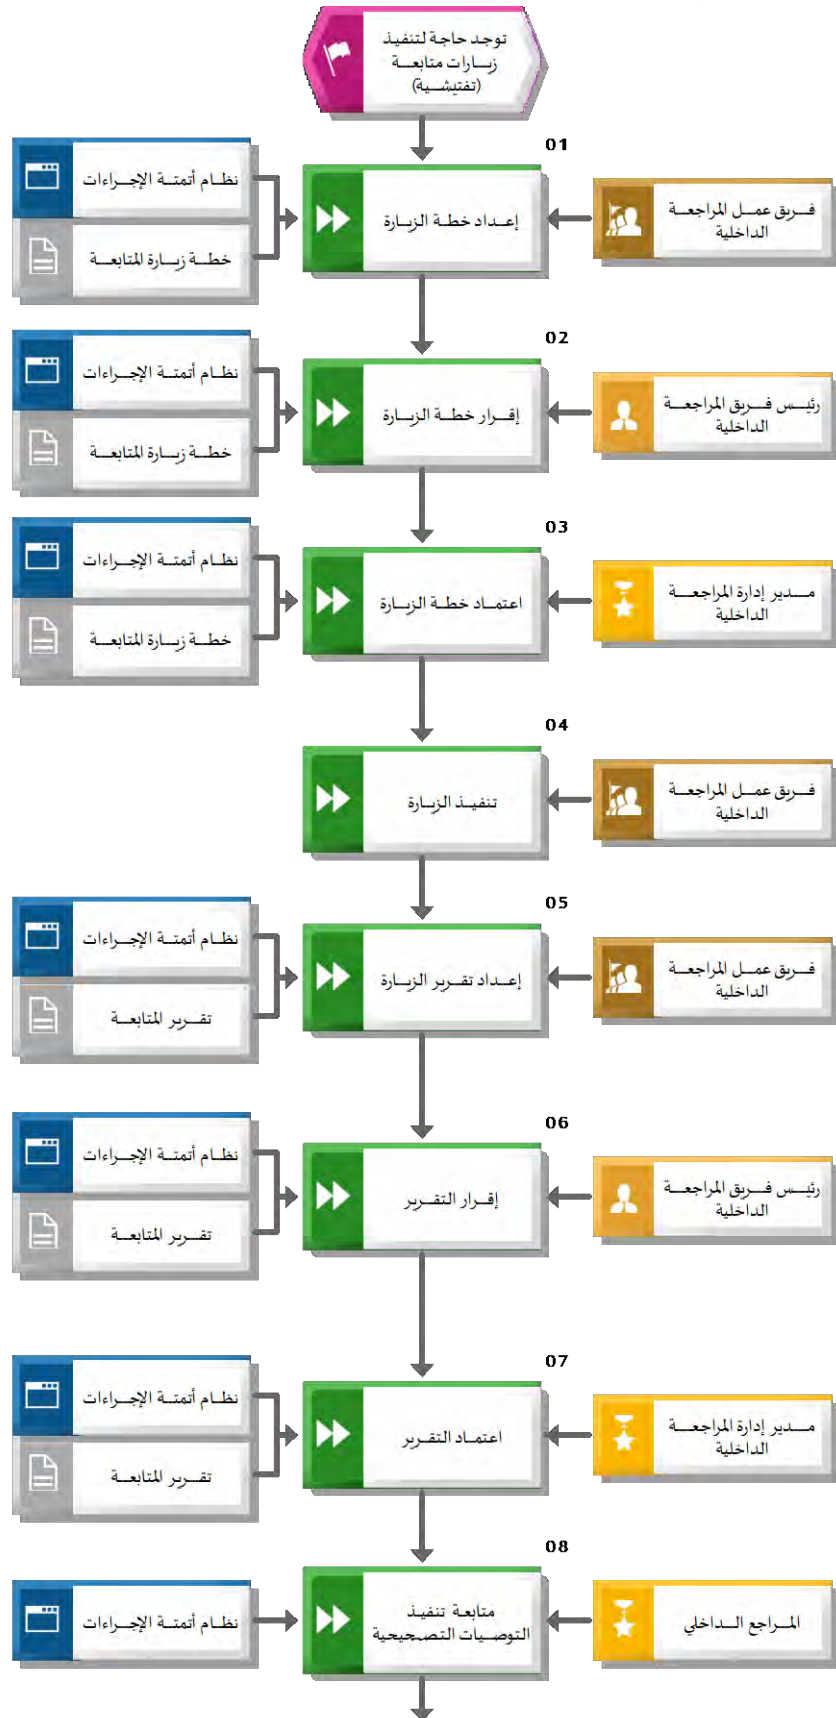 توجد حاجة لتنفيذ
زيارات متابعة
(تفتيشية)
01
فريق عمل المراجعة
الداخلية
إعداد خطة الزيارة
نظام أتمتة الإجراءات
خطة زيارة المتابعة
02
رئيس فريق المراجعة
الداخلية
إقرار خطة الزيارة
نظام أتمتة الإجراءات
خطة زيارة المتابعة
03
مدير إدارة المراجعة
الداخلية
اعتماد خطة الزيارة
نظام أتمتة الإجراءات
خطة زيارة المتابعة
04
فريق عمل المراجعة
الداخلية
تنفيذ الزيارة
05
فريق عمل المراجعة
الداخلية
إعداد تقرير الزيارة
نظام أتمتة الإجراءات
تقرير المتابعة
06
رئيس فريق المراجعة
الداخلية
إقرار التقرير
نظام أتمتة الإجراءات
تقرير المتابعة
07
مدير إدارة المراجعة
الداخلية
اعتماد التقرير
نظام أتمتة الإجراءات
تقرير المتابعة
08
المراجع الداخلي
متابعة تنفيذ
التوصيات التصحيحية
نظام أتمتة الإجراءات